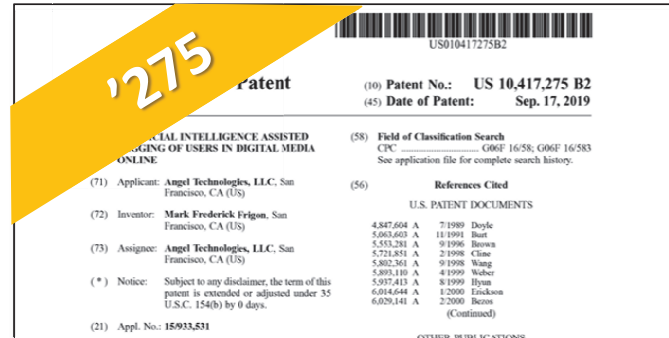 '275
US010417275B2
Patent
(10) Patent No.: US 10,417,275 B2
(45) Date of Patent: Sep. 17, 2019
INTELLIGENCE ASSISTED
OF USERS IN DIGITAL MEDIA
ONLINE
(71) Applicant: Angel Technologies, LLC, San
Francisco, CA (US)
(72) Inventor: Mark Frederick Frigon, San
Francisco, CA (US)
(73) Assignee: Angel Technologies, LLC, San
Francisco, CA (US)
( * ) Notice: Subject to any disclaimer, the term of this
patent is extended or adjusted under 35
U.S.C. 154(b) by 0 days.
(21) Appl. No.: 15/933,531
(58) Field of Classification Search
CPC .......................... G06F 16/58; G06F 16/583
See application file for complete search history.
(56) References Cited
U.S. PATENT DOCUMENTS
4,847,604 A 7/1989 Doyle
5,063,603 A 11/1991 Burt
5,553,281 A 9/1996 Brown
5,721,851 A 2/1998 Cline
5,802,361 A 9/1998 Wang
5,893,110 A 4/1999 Weber
5,937,413 A 8/1999 Hyun
6,014,644 A 1/2000 Erickson
6,029,141 A 2/2000 Bezos
(Continued)